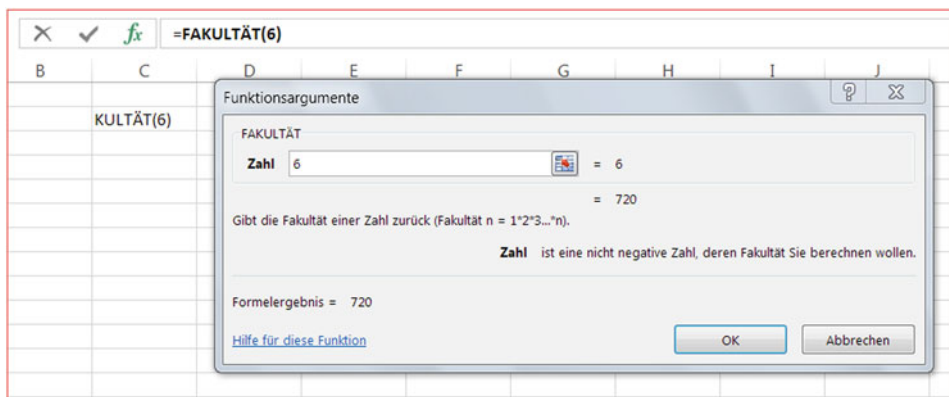 fx =FAKULTÄT(6)
B C D E F G H I J
Funktionsargumente
KULTÄT(6)
FAKULTÄT
Zahl 6 = 6
= 720
Gibt die Fakultät einer Zahl zurück (Fakultät n = 1*2*3...*n).
Zahl ist eine nicht negative Zahl, deren Fakultät Sie berechnen wollen.
Formelergebnis = 720
Hilfe für diese Funktion OK Abbrechen